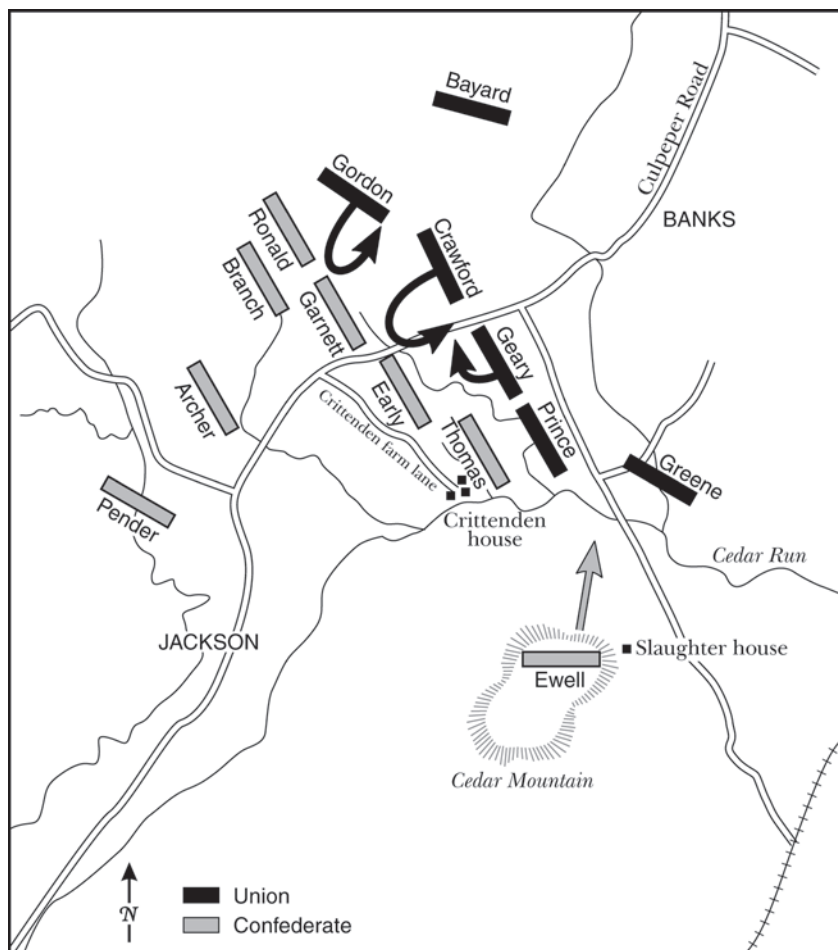 Bayard
Culpeper Road
Gordon
BANKS
Ronald
Crawford
Branch
Garnett
Geary
Archer
Early
Prince
Crittenden farm lane
Thomas
Greene
Pender
Crittenden
house
Cedar Run
JACKSON
Slaughter house
Ewell
Cedar Mountain
N
Union
Confederate